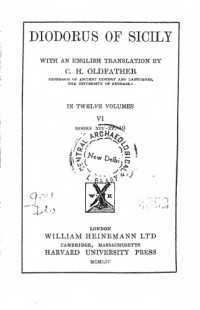 DIODORUS OF SICILY
WITH AN ENGLISH TRANSLATION BY
C. H. OLDFATHER
PROFESSOR OF ANCIENT HISTORY AND LANGUAGES,
THE UNIVERSITY OF NEBRASKA
IN TWELVE VOLUMES
VI
BOOKS XIV-
CENTRAL ARCHAEOLOGICAL
New Delhi
LONDON
WILLIAM HEINEMANN LTD
CAMBRIDGE, MASSACHUSETTS
HARVARD UNIVERSITY PRESS
MCMLIV